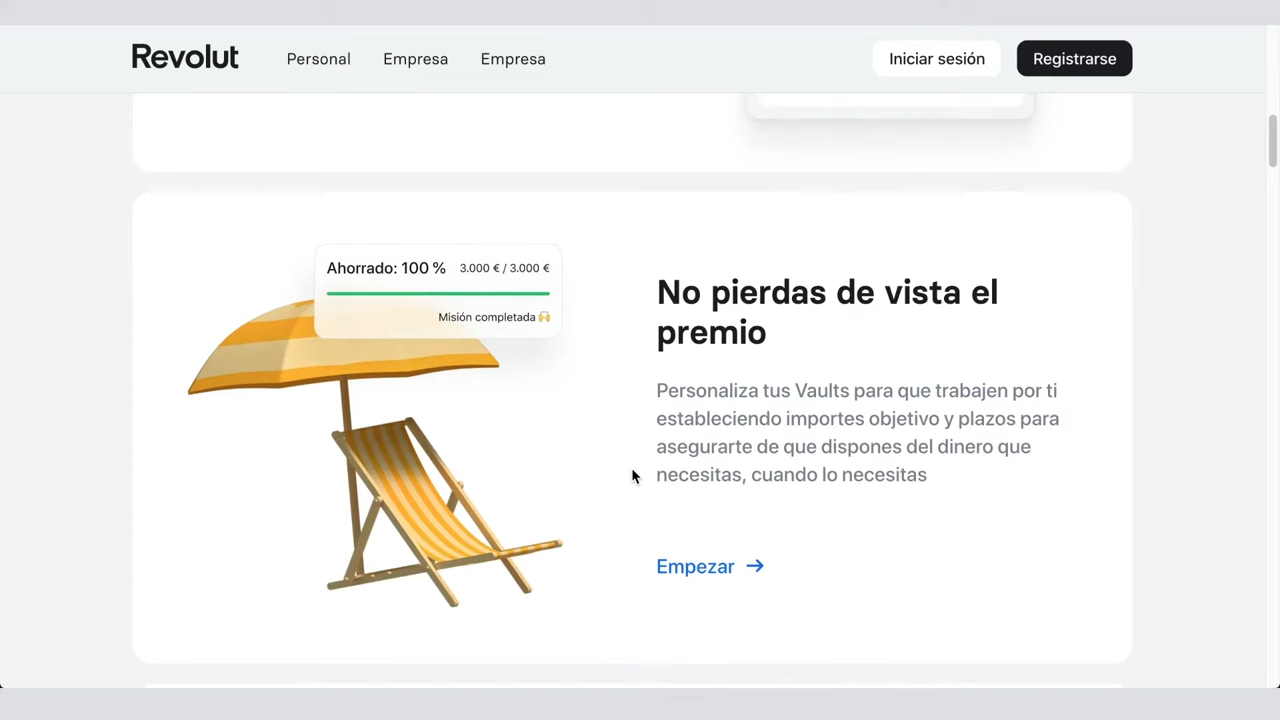 Revolut
Personal
Empresa
Empresa
Iniciar sesión
Registrarse
Ahorrado: 100 %
3.000 € / 3.000 €
Misión completada 🙌
No pierdas de vista el
premio
Personaliza tus Vaults para que trabajen por ti
estableciendo importes objetivo y plazos para
asegurarte de que dispones del dinero que
necesitas, cuando lo necesitas
Empezar →